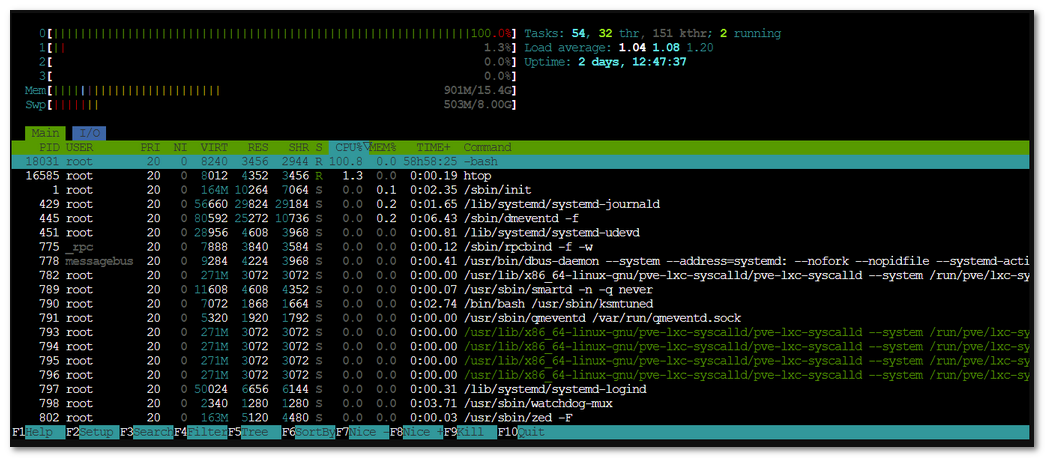 0[||||||||||||||||||||||||||||||||||||||||||||||||||||||||||||||100.0%] Tasks: 54, 32 thr, 151 kthr; 2 running
1[|| 1.3%] Load average: 1.04 1.08 1.20
2[ 0.0%] Uptime: 2 days, 12:47:37
3[ 0.0%]
Mem[||||||||||||||||||||||||| 901M/15.4G]
Swp[||||||| 503M/8.00G]
Main I/O
PID USER PRI NI VIRT RES SHR S CPU%▽MEM% TIME+ Command
18031 root 20 0 8240 3456 2944 R 100.8 0.0 58h58:25 -bash
16585 root 20 0 8012 4352 3456 R 1.3 0.0 0:00.19 htop
1 root 20 0 164M 10264 7064 S 0.0 0.1 0:02.35 /sbin/init
429 root 20 0 56660 29824 29184 S 0.0 0.2 0:01.65 /lib/systemd/systemd-journald
445 root 20 0 80592 25272 10736 S 0.0 0.2 0:06.43 /sbin/dmeventd -f
451 root 20 0 28956 4608 3968 S 0.0 0.0 0:00.81 /lib/systemd/systemd-udevd
775 _rpc 20 0 7888 3840 3584 S 0.0 0.0 0:00.12 /sbin/rpcbind -f -w
778 messagebus 20 0 9284 4224 3968 S 0.0 0.0 0:00.41 /usr/bin/dbus-daemon --system --address=systemd: --nofork --nopidfile --systemd-acti
782 root 20 0 271M 3072 3072 S 0.0 0.0 0:00.00 /usr/lib/x86_64-linux-gnu/pve-lxc-syscalld/pve-lxc-syscalld --system /run/pve/lxc-sy
789 root 20 0 11608 4608 4352 S 0.0 0.0 0:00.07 /usr/sbin/smartd -n -q never
790 root 20 0 7072 1868 1664 S 0.0 0.0 0:02.74 /bin/bash /usr/sbin/ksmtuned
791 root 20 0 5320 1920 1792 S 0.0 0.0 0:00.00 /usr/sbin/qmeventd /var/run/qmeventd.sock
793 root 20 0 271M 3072 3072 S 0.0 0.0 0:00.00 /usr/lib/x86_64-linux-gnu/pve-lxc-syscalld/pve-lxc-syscalld --system /run/pve/lxc-sy
794 root 20 0 271M 3072 3072 S 0.0 0.0 0:00.00 /usr/lib/x86_64-linux-gnu/pve-lxc-syscalld/pve-lxc-syscalld --system /run/pve/lxc-sy
795 root 20 0 271M 3072 3072 S 0.0 0.0 0:00.00 /usr/lib/x86_64-linux-gnu/pve-lxc-syscalld/pve-lxc-syscalld --system /run/pve/lxc-sy
796 root 20 0 271M 3072 3072 S 0.0 0.0 0:00.00 /usr/lib/x86_64-linux-gnu/pve-lxc-syscalld/pve-lxc-syscalld --system /run/pve/lxc-sy
797 root 20 0 50024 6656 6144 S 0.0 0.0 0:00.31 /lib/systemd/systemd-logind
798 root 20 0 2340 1280 1280 S 0.0 0.0 0:03.71 /usr/sbin/watchdog-mux
802 root 20 0 163M 5120 4480 S 0.0 0.0 0:00.03 /usr/sbin/zed -F
F1Help F2Setup F3SearchF4FilterF5Tree F6SortByF7Nice -F8Nice +F9Kill F10Quit